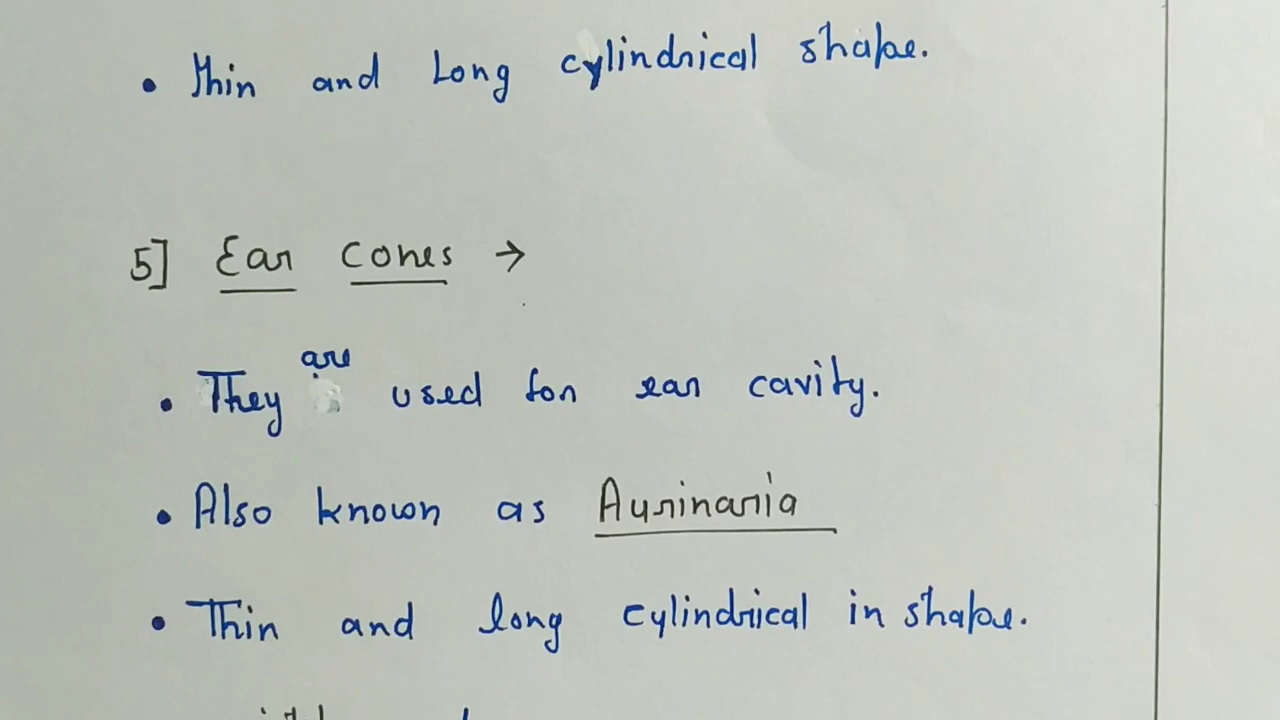 • thin and Long cylindrical shape.
5] Ear Cones →
• They are used for ear cavity.
• Also known as Aurinaria
• Thin and long cylindrical in shape.